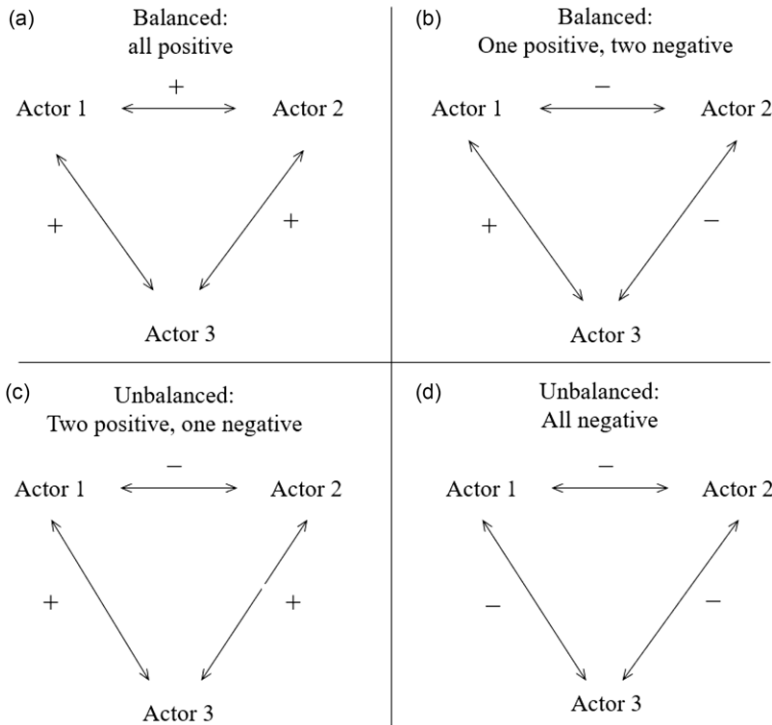 (a)
Balanced:
all positive
+
Actor 1
Actor 2
+
+
Actor 3
(b)
Balanced:
One positive, two negative
−
Actor 1
Actor 2
+
−
Actor 3
(c)
Unbalanced:
Two positive, one negative
−
Actor 1
Actor 2
+
+
Actor 3
(d)
Unbalanced:
All negative
−
Actor 1
Actor 2
−
−
Actor 3